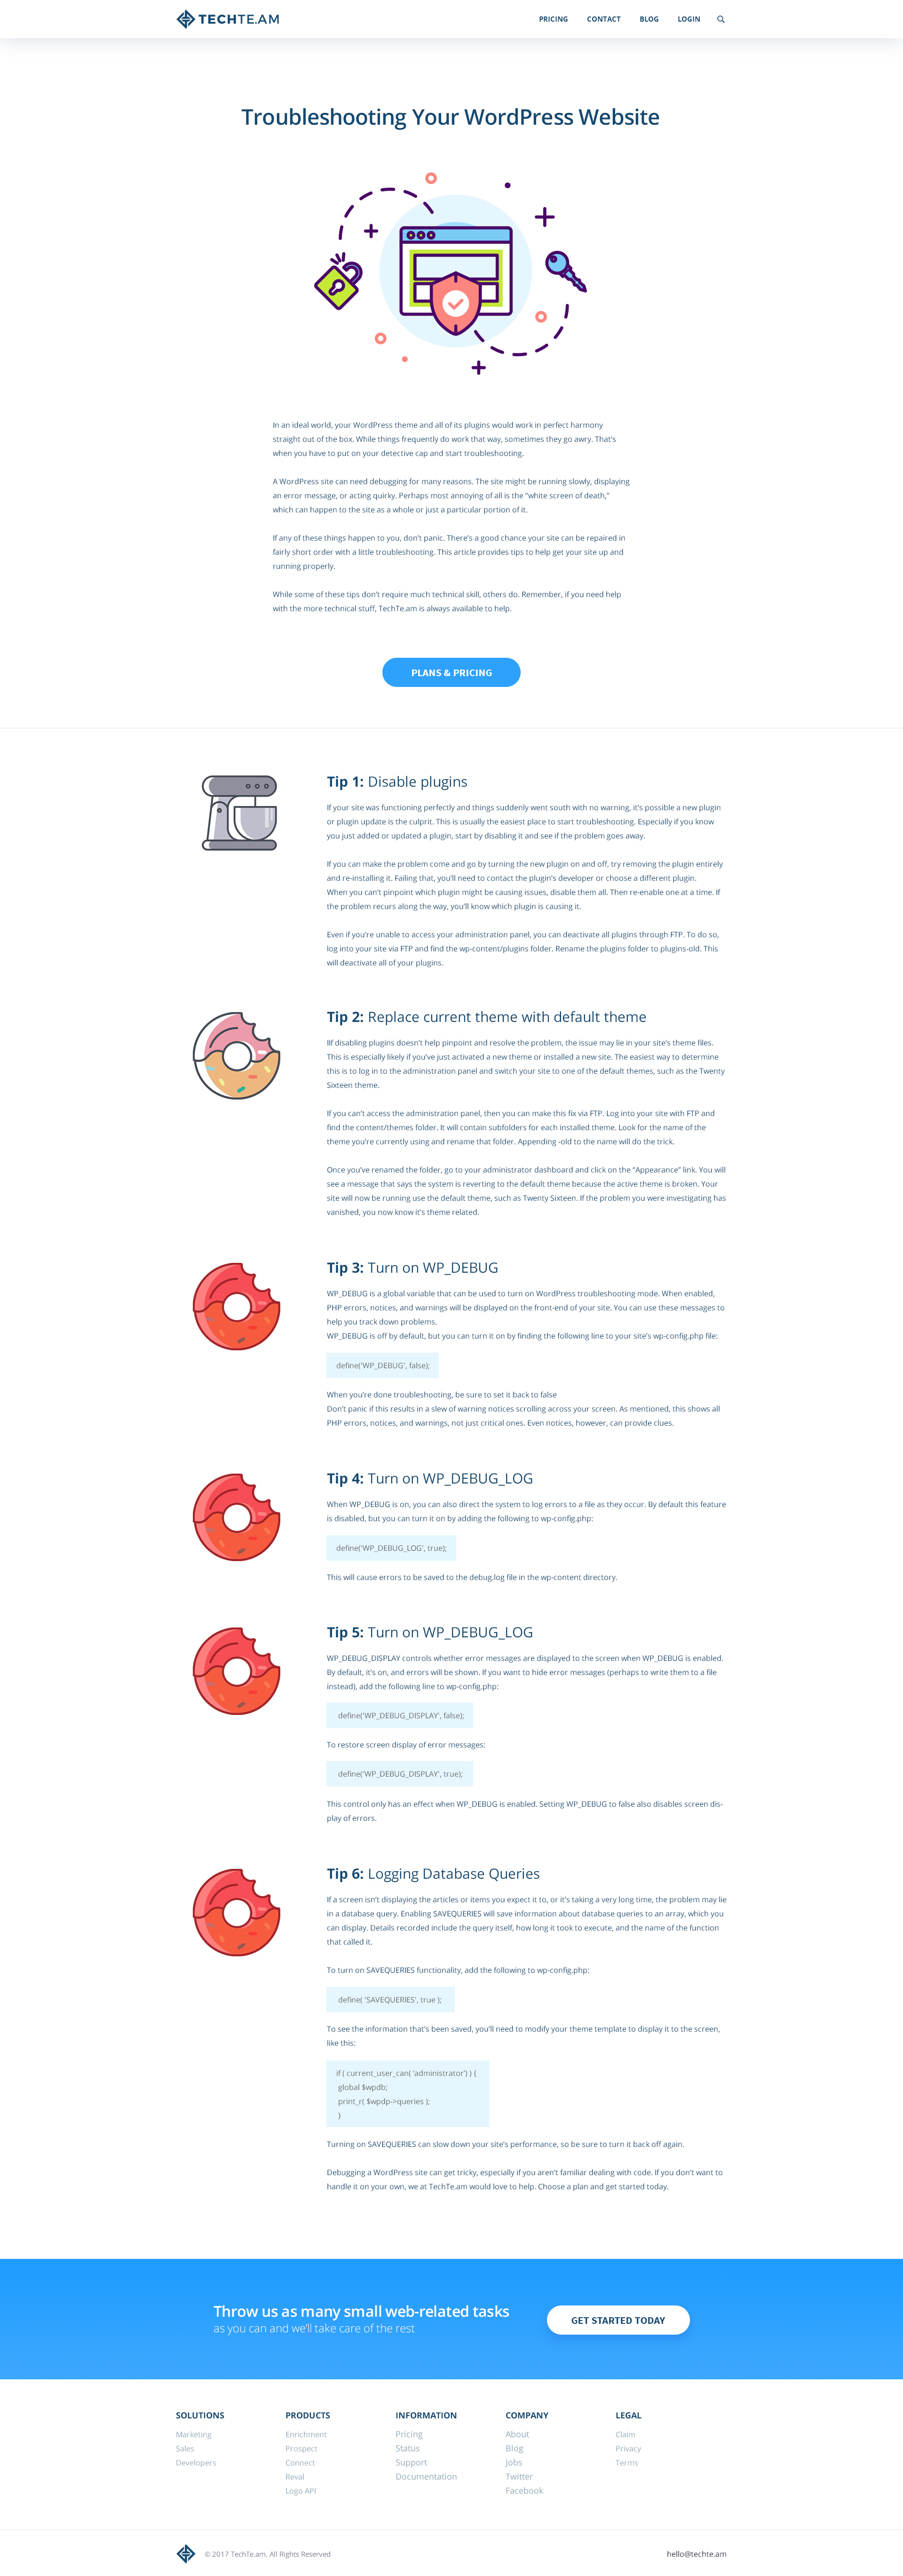 TECHTE.AM
PRICING
CONTACT
BLOG
LOGIN
Troubleshooting Your WordPress Website
In an ideal world, your WordPress theme and all of its plugins would work in perfect harmony
straight out of the box. While things frequently do work that way, sometimes they go awry. That’s
when you have to put on your detective cap and start troubleshooting.
A WordPress site can need debugging for many reasons. The site might be running slowly, displaying
an error message, or acting quirky. Perhaps most annoying of all is the “white screen of death,”
which can happen to the site as a whole or just a particular portion of it.
If any of these things happen to you, don’t panic. There’s a good chance your site can be repaired in
fairly short order with a little troubleshooting. This article provides tips to help get your site up and
running properly.
While some of these tips don’t require much technical skill, others do. Remember, if you need help
with the more technical stuff, TechTe.am is always available to help.
PLANS & PRICING
Tip 1: Disable plugins
If your site was functioning perfectly and things suddenly went south with no warning, it’s possible a new plugin
or plugin update is the culprit. This is usually the easiest place to start troubleshooting. Especially if you know
you just added or updated a plugin, start by disabling it and see if the problem goes away.
If you can make the problem come and go by turning the new plugin on and off, try removing the plugin entirely
and re-installing it. Failing that, you’ll need to contact the plugin’s developer or choose a different plugin.
When you can’t pinpoint which plugin might be causing issues, disable them all. Then re-enable one at a time. If
the problem recurs along the way, you’ll know which plugin is causing it.
Even if you’re unable to access your administration panel, you can deactivate all plugins through FTP. To do so,
log into your site via FTP and find the wp-content/plugins folder. Rename the plugins folder to plugins-old. This
will deactivate all of your plugins.
Tip 2: Replace current theme with default theme
IIf disabling plugins doesn’t help pinpoint and resolve the problem, the issue may lie in your site’s theme files.
This is especially likely if you’ve just activated a new theme or installed a new site. The easiest way to determine
this is to log in to the administration panel and switch your site to one of the default themes, such as the Twenty
Sixteen theme.
If you can’t access the administration panel, then you can make this fix via FTP. Log into your site with FTP and
find the content/themes folder. It will contain subfolders for each installed theme. Look for the name of the
theme you’re currently using and rename that folder. Appending -old to the name will do the trick.
Once you’ve renamed the folder, go to your administrator dashboard and click on the “Appearance” link. You will
see a message that says the system is reverting to the default theme because the active theme is broken. Your
site will now be running use the default theme, such as Twenty Sixteen. If the problem you were investigating has
vanished, you now know it’s theme related.
Tip 3: Turn on WP_DEBUG
WP_DEBUG is a global variable that can be used to turn on WordPress troubleshooting mode. When enabled,
PHP errors, notices, and warnings will be displayed on the front-end of your site. You can use these messages to
help you track down problems.
WP_DEBUG is off by default, but you can turn it on by finding the following line to your site’s wp-config.php file:
define('WP_DEBUG', false);
When you’re done troubleshooting, be sure to set it back to false
Don’t panic if this results in a slew of warning notices scrolling across your screen. As mentioned, this shows all
PHP errors, notices, and warnings, not just critical ones. Even notices, however, can provide clues.
Tip 4: Turn on WP_DEBUG_LOG
When WP_DEBUG is on, you can also direct the system to log errors to a file as they occur. By default this feature
is disabled, but you can turn it on by adding the following to wp-config.php:
define('WP_DEBUG_LOG', true);
This will cause errors to be saved to the debug.log file in the wp-content directory.
Tip 5: Turn on WP_DEBUG_LOG
WP_DEBUG_DISPLAY controls whether error messages are displayed to the screen when WP_DEBUG is enabled.
By default, it’s on, and errors will be shown. If you want to hide error messages (perhaps to write them to a file
instead), add the following line to wp-config.php:
define('WP_DEBUG_DISPLAY', false);
To restore screen display of error messages:
define('WP_DEBUG_DISPLAY', true);
This control only has an effect when WP_DEBUG is enabled. Setting WP_DEBUG to false also disables screen dis-
play of errors.
Tip 6: Logging Database Queries
If a screen isn’t displaying the articles or items you expect it to, or it’s taking a very long time, the problem may lie
in a database query. Enabling SAVEQUERIES will save information about database queries to an array, which you
can display. Details recorded include the query itself, how long it took to execute, and the name of the function
that called it.
To turn on SAVEQUERIES functionality, add the following to wp-config.php:
define( 'SAVEQUERIES', true );
To see the information that’s been saved, you’ll need to modify your theme template to display it to the screen,
like this:
if ( current_user_can( 'administrator') ) {
global $wpdb;
print_r( $wpdp->queries );
}
Turning on SAVEQUERIES can slow down your site’s performance, so be sure to turn it back off again.
Debugging a WordPress site can get tricky, especially if you aren’t familiar dealing with code. If you don’t want to
handle it on your own, we at TechTe.am would love to help. Choose a plan and get started today.
Throw us as many small web-related tasks
as you can and we’ll take care of the rest
GET STARTED TODAY
SOLUTIONS
Marketing
Sales
Developers
PRODUCTS
Enrichment
Prospect
Connect
Reval
Logo API
INFORMATION
Pricing
Status
Support
Documentation
COMPANY
About
Blog
Jobs
Twitter
Facebook
LEGAL
Claim
Privacy
Terms
© 2017 TechTe.am. All Rights Reserved
hello@techte.am